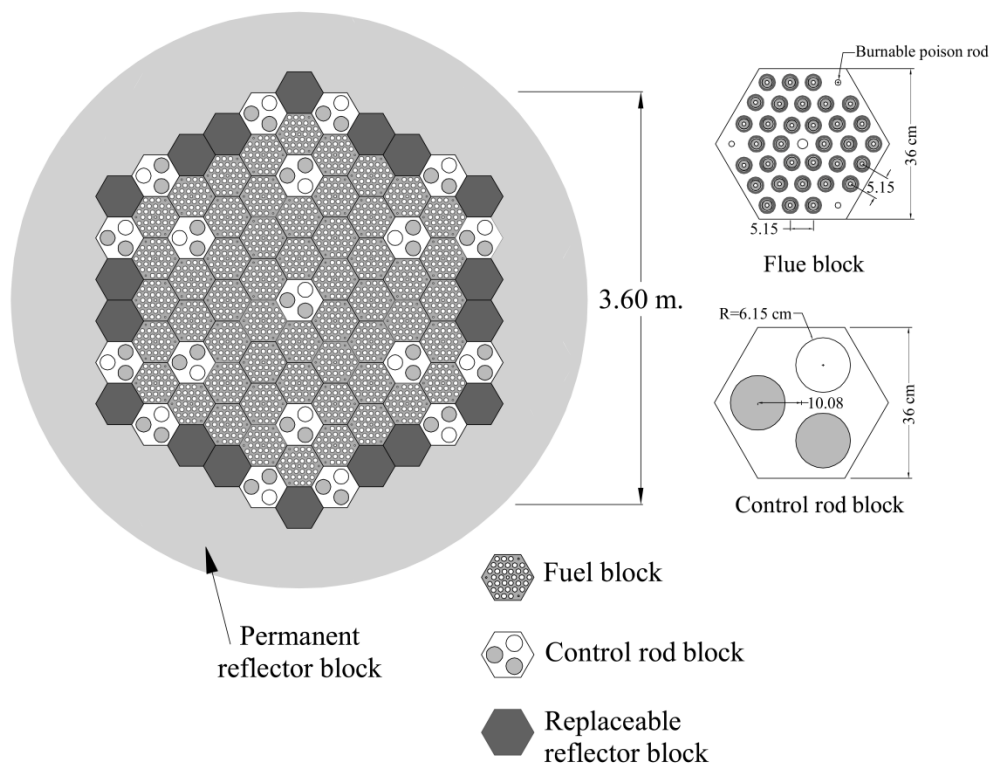 Burnable poison rod
36 cm
5.15
5.15
Flue block
3.60 m.
R=6.15 cm
10.08
36 cm
Control rod block
Fuel block
Permanent
reflector block
Control rod block
Replaceable
reflector block